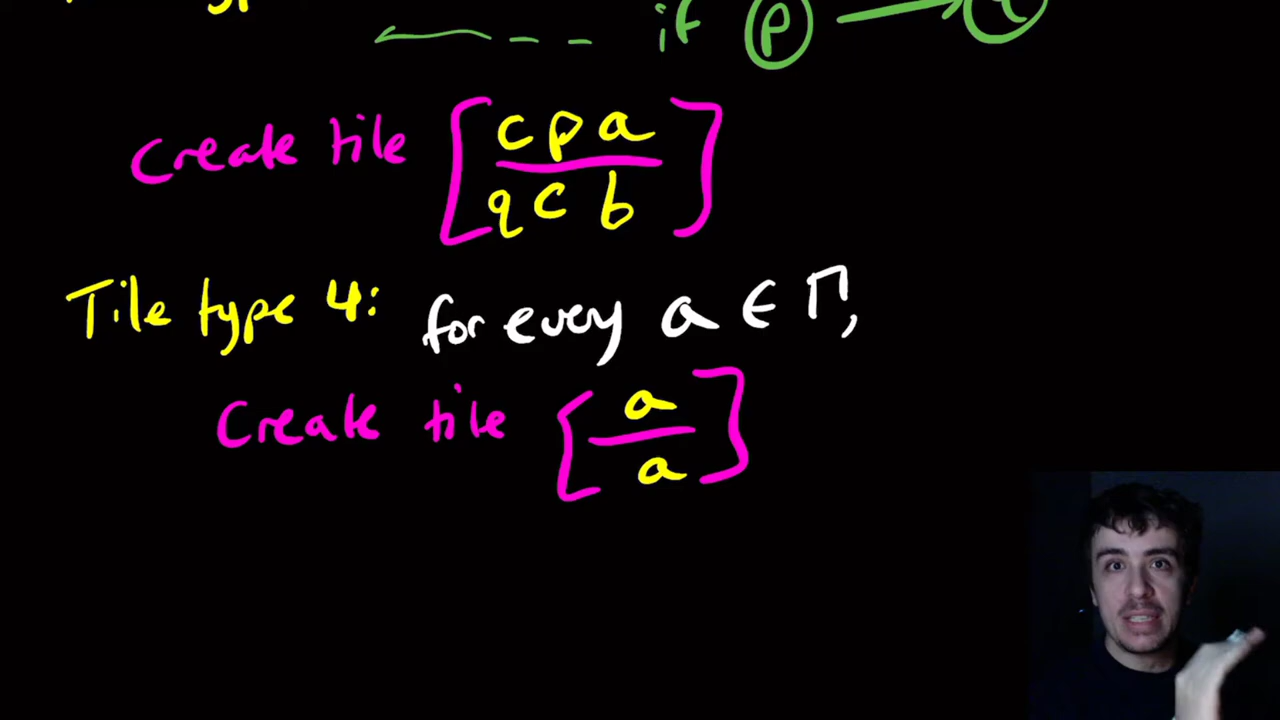 if p → q
Create tile [cpa / qcb]
Tile type 4: for every a ∈ Γ,
Create tile [a / a]